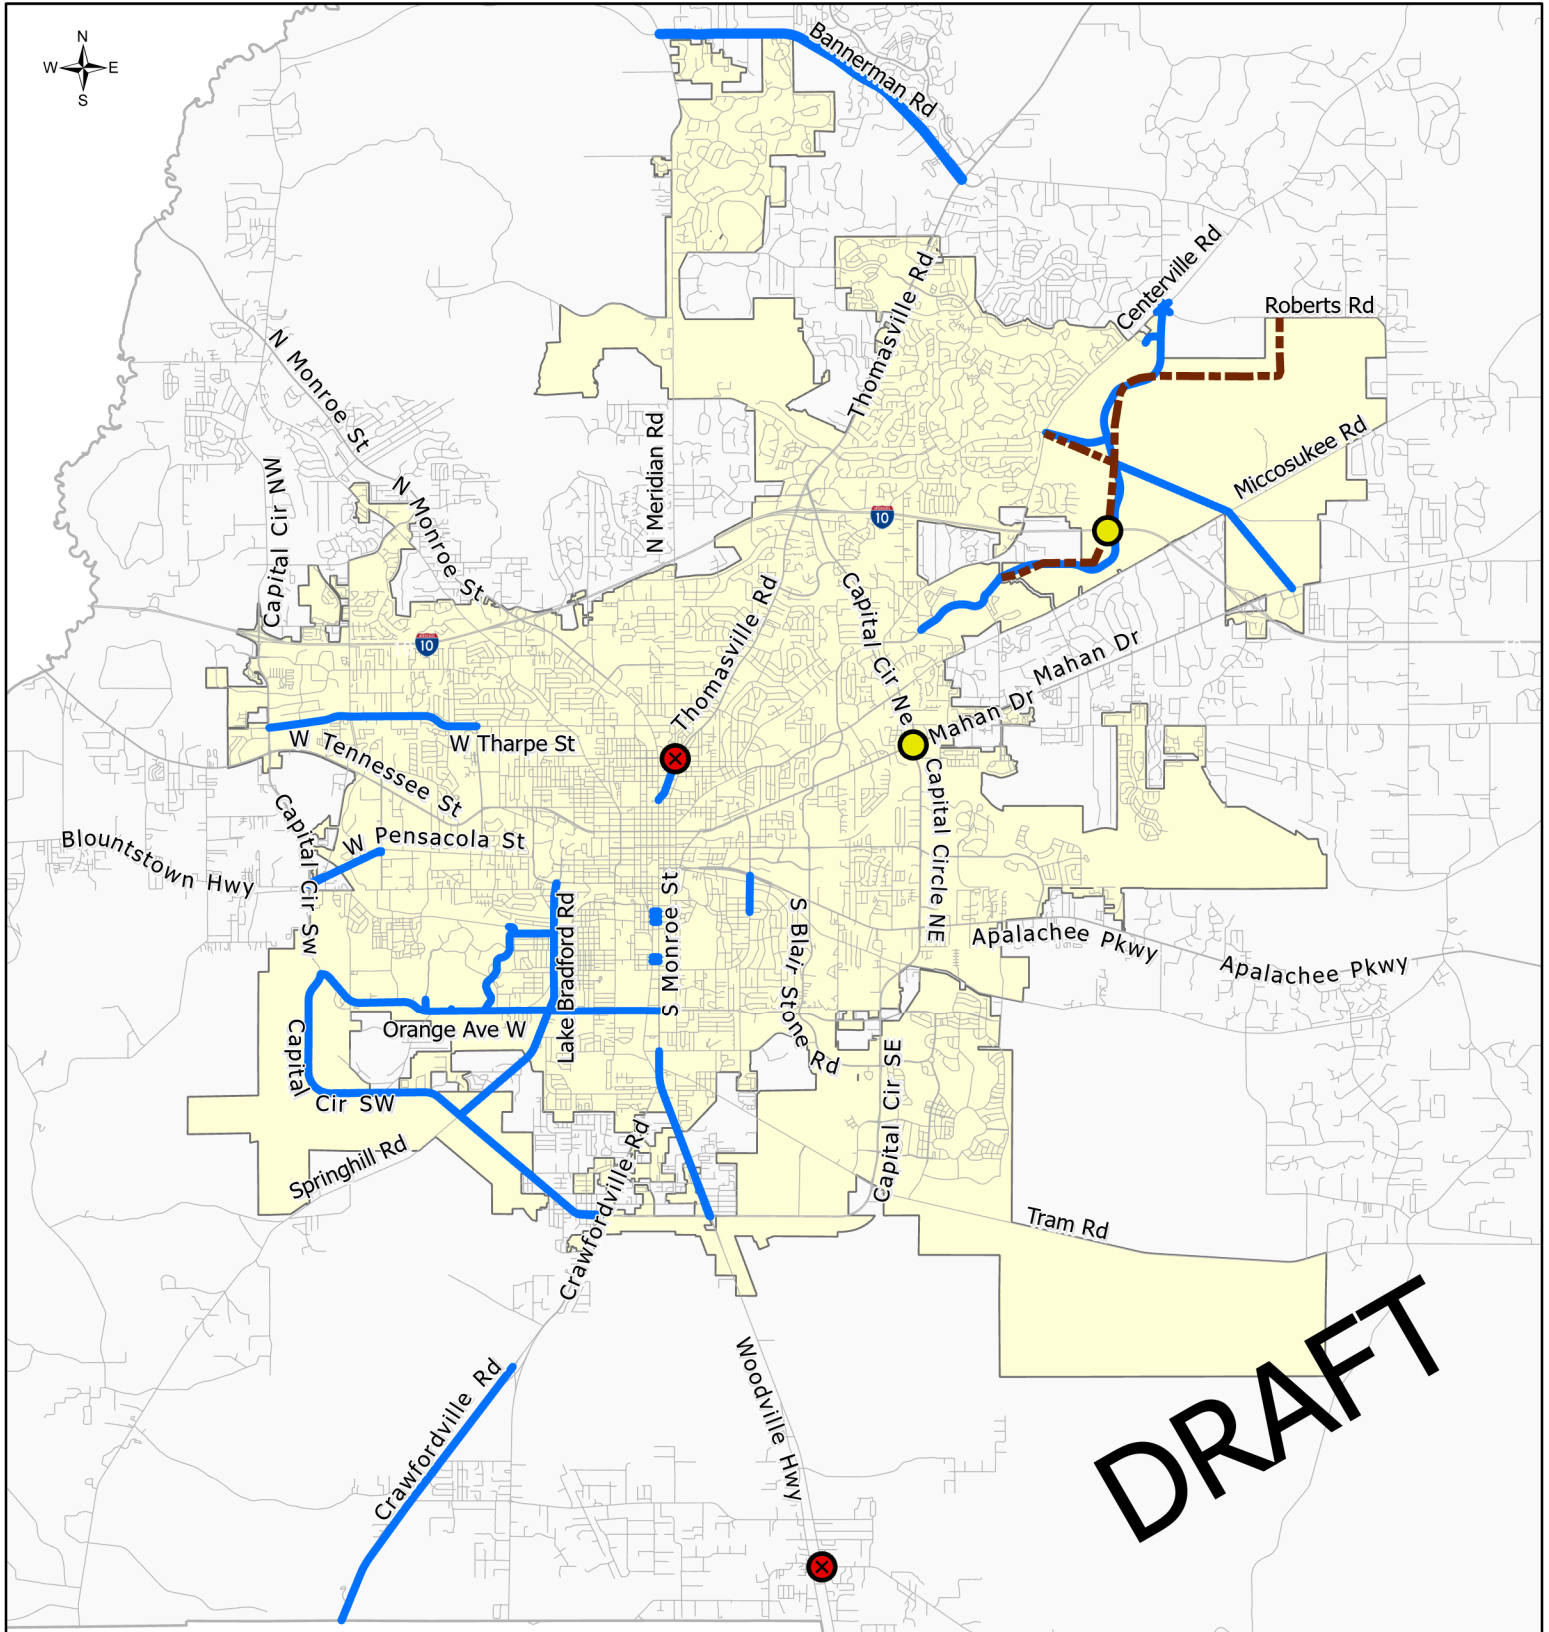 N
W E
S
Bannerman Rd
Centerville Rd
Roberts Rd
Thomasville Rd
N Monroe St
N Meridian Rd
Miccosukee Rd
Capital Cir NW
N Monroe St
10
Capital Cir Ne
Thomasville Rd
10
Mahan Dr
Mahan Dr
W Tharpe St
W Tennessee St
Capital Circle NE
Capital Cir Sw
W Pensacola St
Blountstown Hwy
Lake Bradford Rd
S Monroe St
S Blair Stone Rd
Apalachee Pkwy
Apalachee Pkwy
Orange Ave W
Capital
Cir SW
Capital Cir SE
Springhill Rd
Crawfordville Rd
Tram Rd
DRAFT
Woodville Hwy
Crawfordville Rd